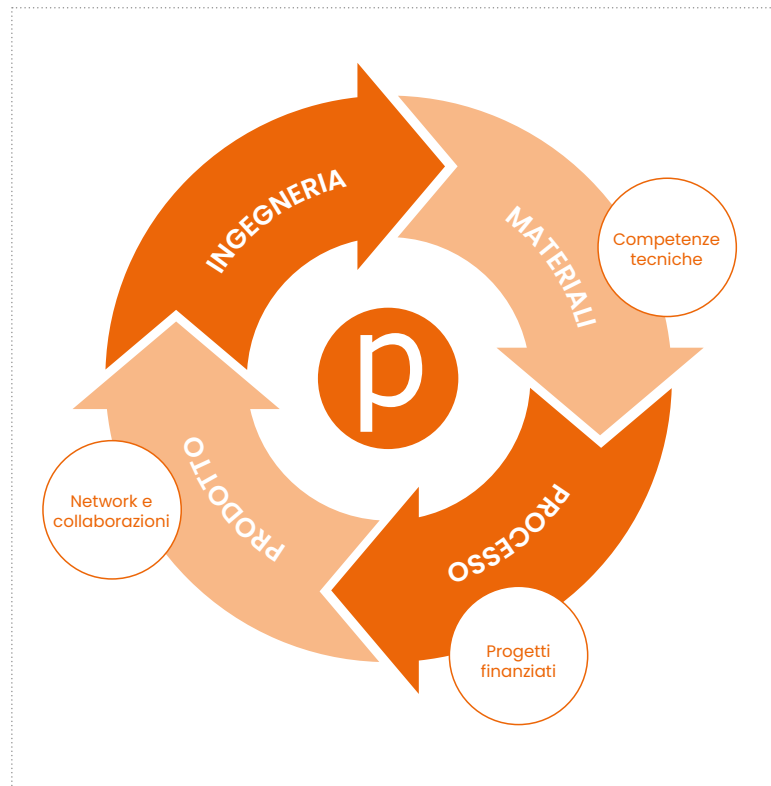 INGEGNERIA
MATERIALI
Competenze
tecniche
p
PROCESSO
Progetti
finanziati
PRODOTTO
Network e
collaborazioni